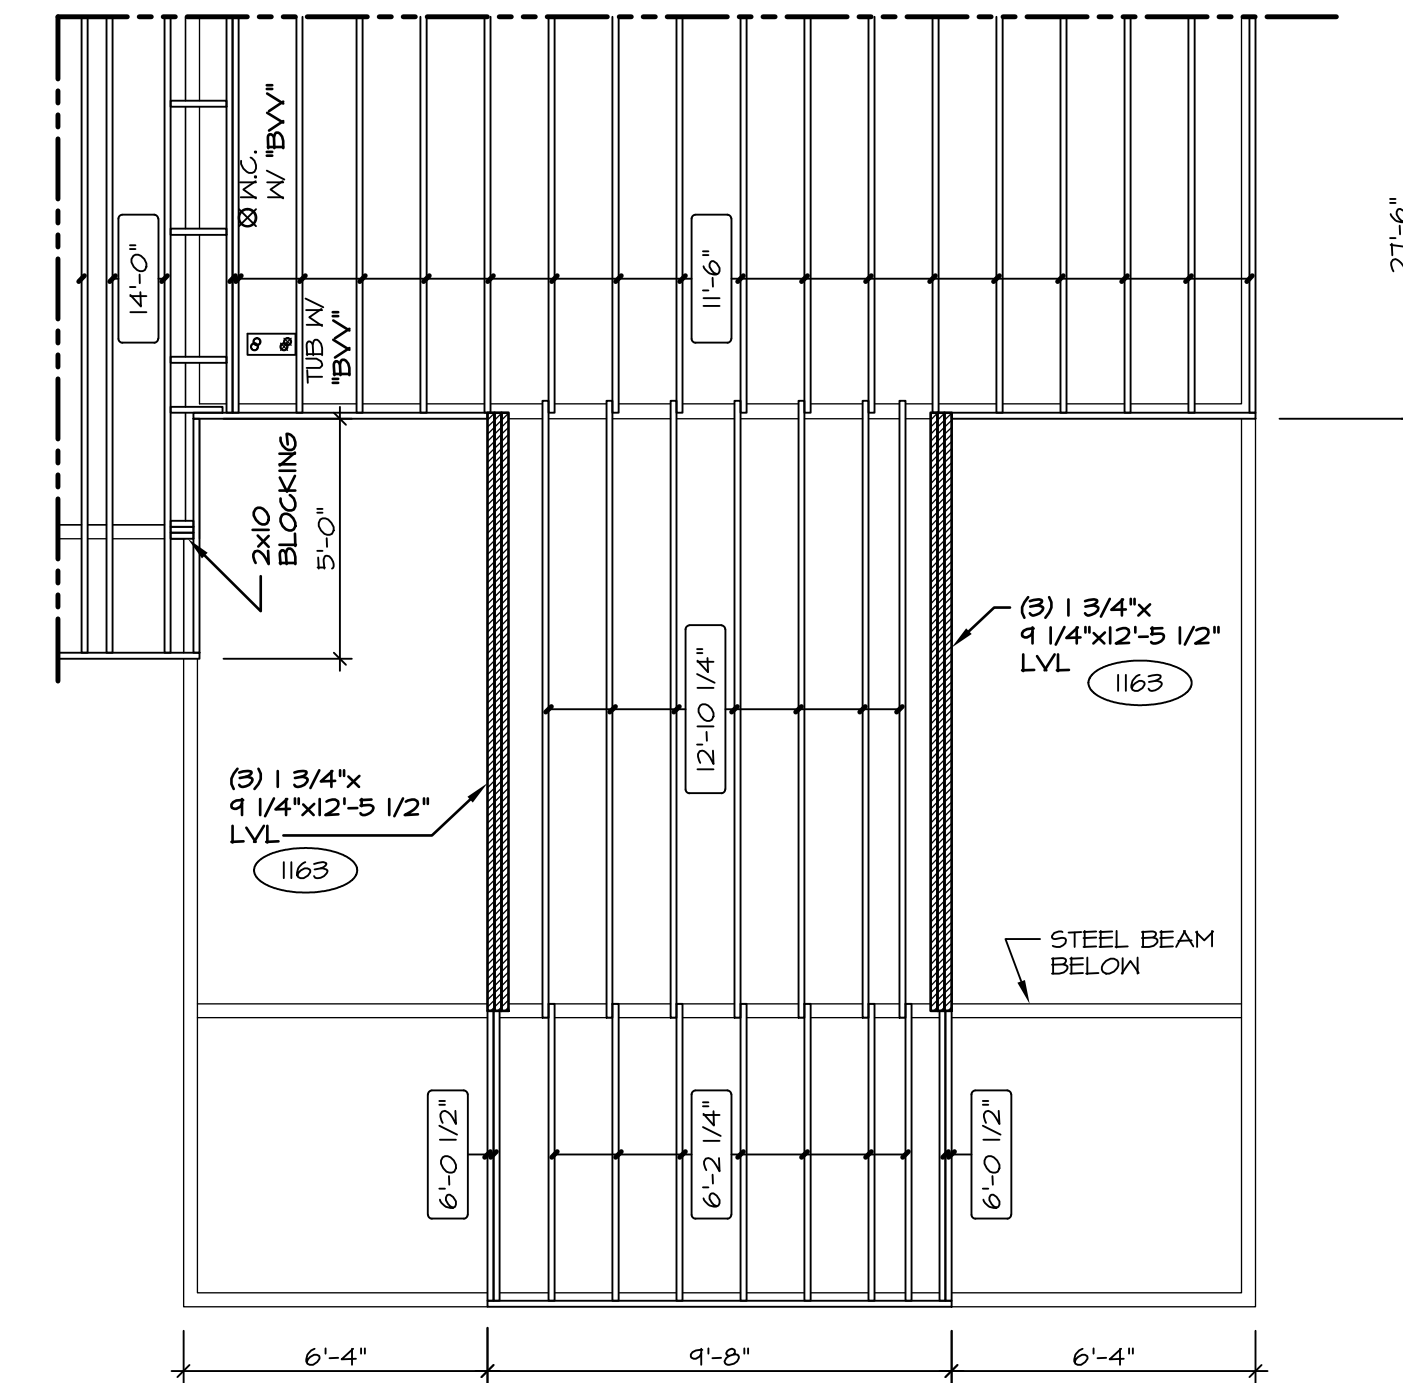 W.C.
W/ "BVV"
14'-0"
11'-6"
27'-6"
TUB W/
"BVV"
2x10
BLOCKING
5'-0"
(3) 1 3/4"x
9 1/4"x12'-5 1/2"
LVL
1163
12'-10 1/4"
(3) 1 3/4"x
9 1/4"x12'-5 1/2"
LVL
1163
STEEL BEAM
BELOW
6'-0 1/2"
6'-2 1/4"
6'-0 1/2"
6'-4"
9'-8"
6'-4"